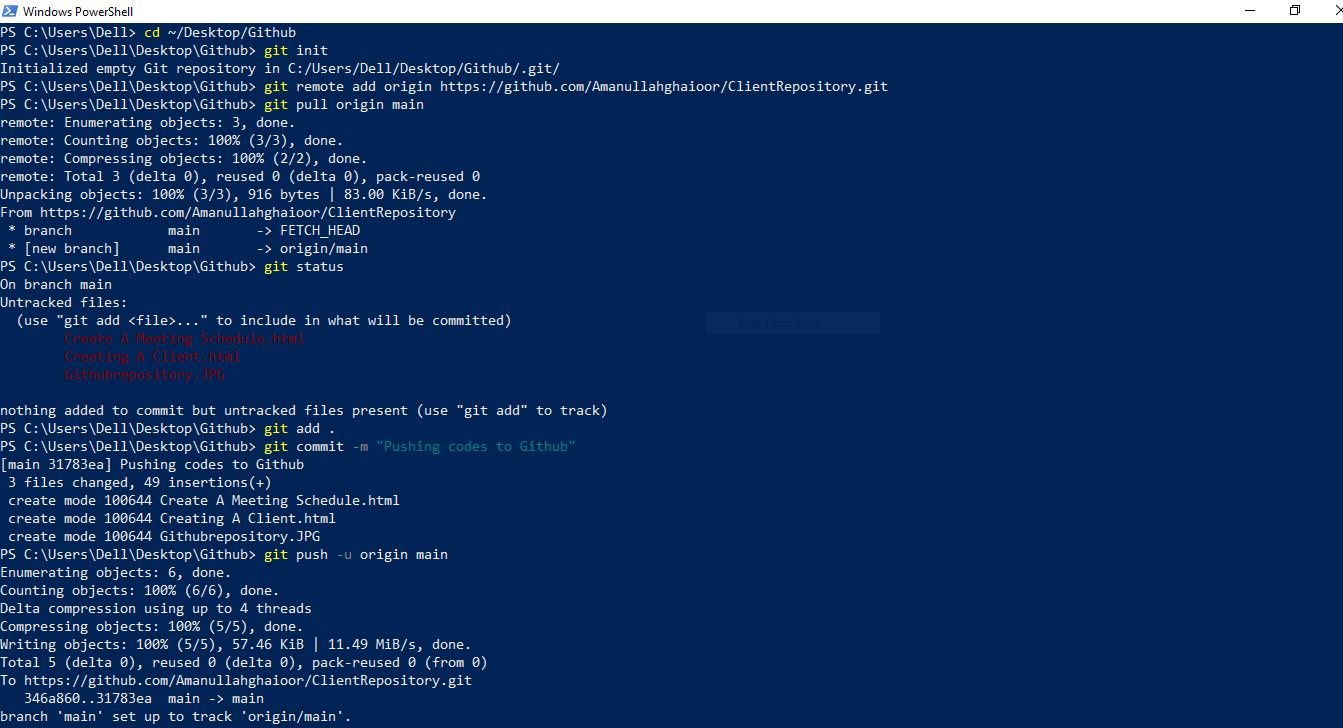 Windows PowerShell
PS C:\Users\Dell> cd ~/Desktop/Github
PS C:\Users\Dell\Desktop\Github> git init
Initialized empty Git repository in C:/Users/Dell/Desktop/Github/.git/
PS C:\Users\Dell\Desktop\Github> git remote add origin https://github.com/Amanullahghaioor/ClientRepository.git
PS C:\Users\Dell\Desktop\Github> git pull origin main
remote: Enumerating objects: 3, done.
remote: Counting objects: 100% (3/3), done.
remote: Compressing objects: 100% (2/2), done.
remote: Total 3 (delta 0), reused 0 (delta 0), pack-reused 0
Unpacking objects: 100% (3/3), 916 bytes | 83.00 KiB/s, done.
From https://github.com/Amanullahghaioor/ClientRepository
 * branch            main       -> FETCH_HEAD
 * [new branch]      main       -> origin/main
PS C:\Users\Dell\Desktop\Github> git status
On branch main
Untracked files:
  (use "git add <file>..." to include in what will be committed)
Free-form Snip
        Create A Meeting Schedule.html
        Creating A Client.html
        Githubrepository.JPG
nothing added to commit but untracked files present (use "git add" to track)
PS C:\Users\Dell\Desktop\Github> git add .
PS C:\Users\Dell\Desktop\Github> git commit -m "Pushing codes to Github"
[main 31783ea] Pushing codes to Github
 3 files changed, 49 insertions(+)
 create mode 100644 Create A Meeting Schedule.html
 create mode 100644 Creating A Client.html
 create mode 100644 Githubrepository.JPG
PS C:\Users\Dell\Desktop\Github> git push -u origin main
Enumerating objects: 6, done.
Counting objects: 100% (6/6), done.
Delta compression using up to 4 threads
Compressing objects: 100% (5/5), done.
Writing objects: 100% (5/5), 57.46 KiB | 11.49 MiB/s, done.
Total 5 (delta 0), reused 0 (delta 0), pack-reused 0 (from 0)
To https://github.com/Amanullahghaioor/ClientRepository.git
   346a860..31783ea  main -> main
branch 'main' set up to track 'origin/main'.